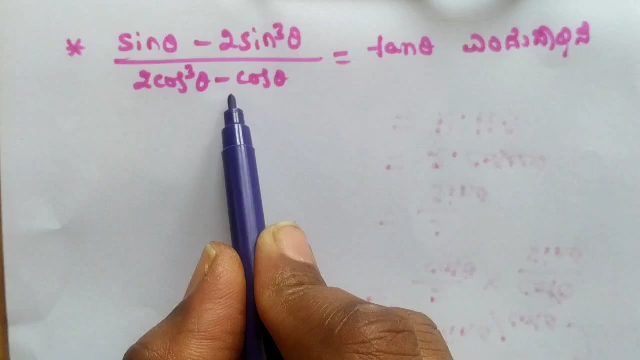 * sinθ − 2sin³θ / 2cos³θ − cosθ = tanθ ಎಂದು ಸಾಧಿಸಿ